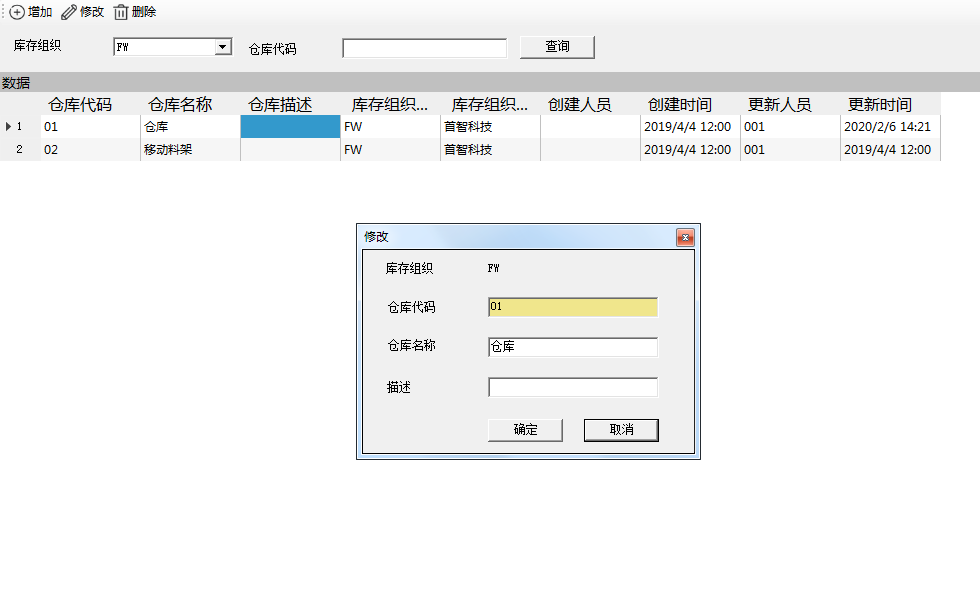 增加 修改 删除
库存组织 FW 仓库代码 查询
数据
仓库代码 仓库名称 仓库描述 库存组织... 库存组织... 创建人员 创建时间 更新人员 更新时间
1 01 仓库 FW 首智科技 2019/4/4 12:00 001 2020/2/6 14:21
2 02 移动料架 FW 首智科技 2019/4/4 12:00 001 2019/4/4 12:00
修改
库存组织 FW
仓库代码 01
仓库名称 仓库
描述
确定 取消